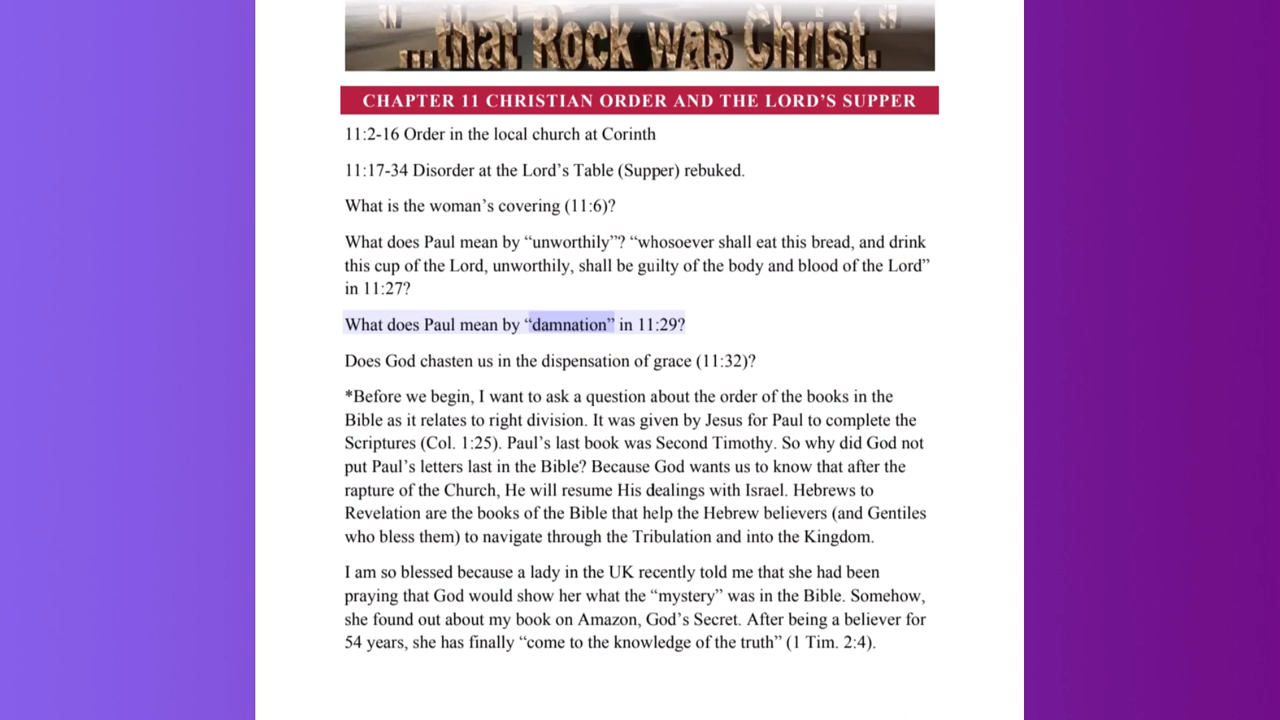 "...that Rock was Christ."
CHAPTER 11 CHRISTIAN ORDER AND THE LORD’S SUPPER
11:2-16 Order in the local church at Corinth
11:17-34 Disorder at the Lord’s Table (Supper) rebuked.
What is the woman’s covering (11:6)?
What does Paul mean by “unworthily”? “whosoever shall eat this bread, and drink
this cup of the Lord, unworthily, shall be guilty of the body and blood of the Lord”
in 11:27?
What does Paul mean by “damnation” in 11:29?
Does God chasten us in the dispensation of grace (11:32)?
*Before we begin, I want to ask a question about the order of the books in the
Bible as it relates to right division. It was given by Jesus for Paul to complete the
Scriptures (Col. 1:25). Paul’s last book was Second Timothy. So why did God not
put Paul’s letters last in the Bible? Because God wants us to know that after the
rapture of the Church, He will resume His dealings with Israel. Hebrews to
Revelation are the books of the Bible that help the Hebrew believers (and Gentiles
who bless them) to navigate through the Tribulation and into the Kingdom.
I am so blessed because a lady in the UK recently told me that she had been
praying that God would show her what the “mystery” was in the Bible. Somehow,
she found out about my book on Amazon, God’s Secret. After being a believer for
54 years, she has finally “come to the knowledge of the truth” (1 Tim. 2:4).